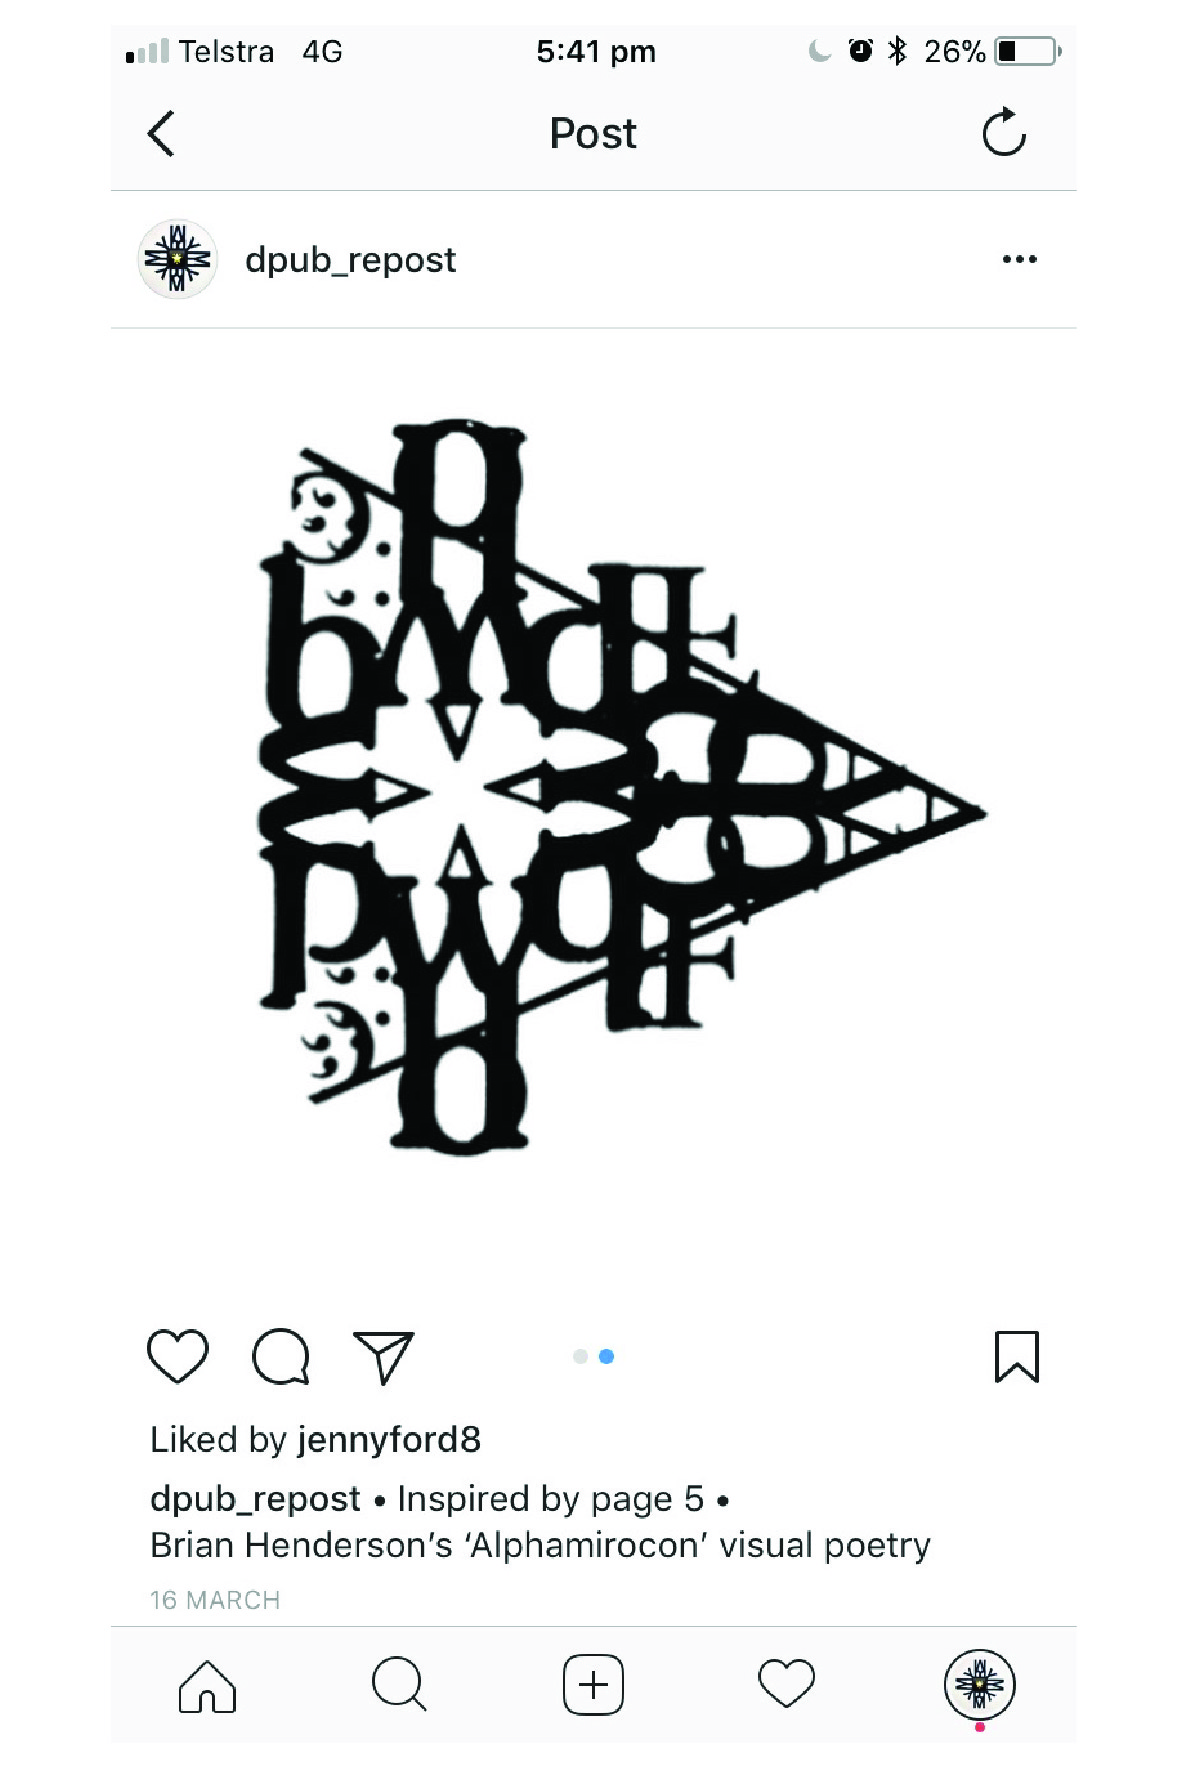 Telstra 4G 5:41 pm 26%
Post
dpub_repost
Liked by jennyford8
dpub_repost • Inspired by page 5 •
Brian Henderson's ‘Alphamirocon’ visual poetry
16 MARCH